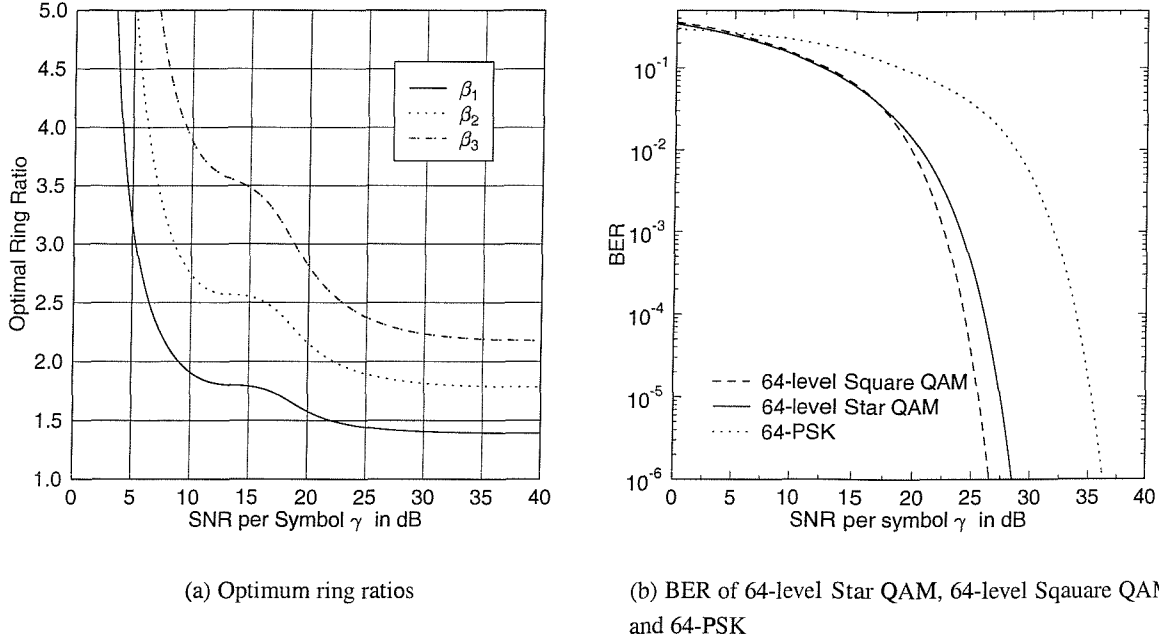 5.0
4.5
4.0
3.5
3.0
2.5
2.0
1.5
1.0
Optimal Ring Ratio
β1
β2
β3
0 5 10 15 20 25 30 35 40
SNR per Symbol γ in dB
(a) Optimum ring ratios
10-1
10-2
10-3
10-4
10-5
10-6
BER
64-level Square QAM
64-level Star QAM
64-PSK
0 5 10 15 20 25 30 35 40
SNR per symbol γ in dB
(b) BER of 64-level Star QAM, 64-level Sqauare QAM
and 64-PSK